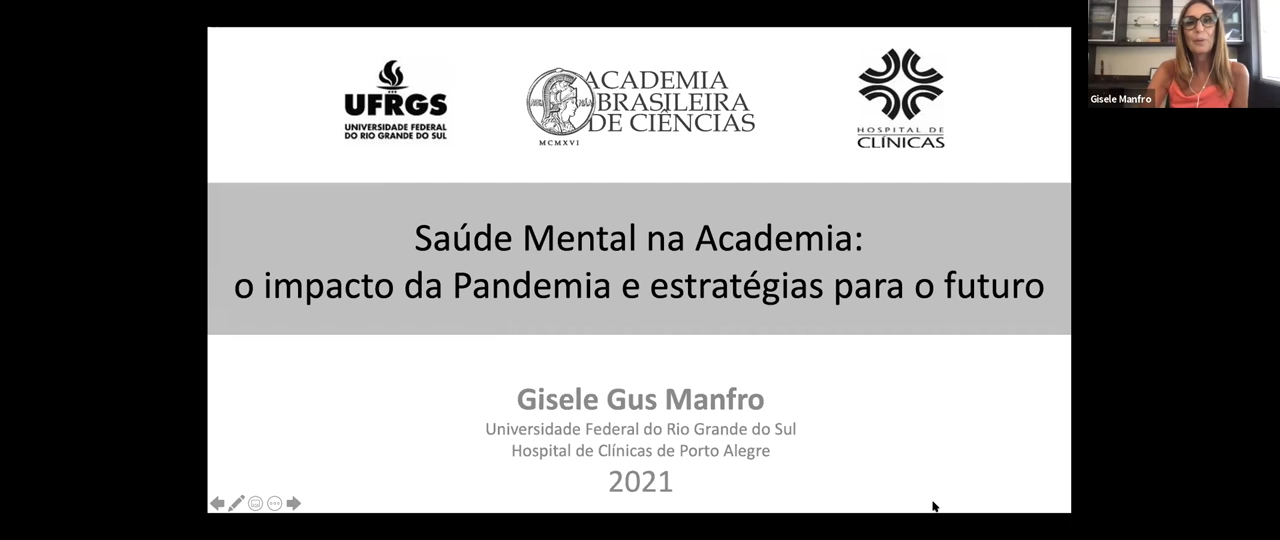 UFRGS
UNIVERSIDADE FEDERAL
DO RIO GRANDE DO SUL
ACADEMIA
BRASILEIRA
DE CIÊNCIAS
MCMXVI
HOSPITAL DE
CLÍNICAS
Gisele Manfro
Saúde Mental na Academia:
o impacto da Pandemia e estratégias para o futuro
Gisele Gus Manfro
Universidade Federal do Rio Grande do Sul
Hospital de Clínicas de Porto Alegre
2021